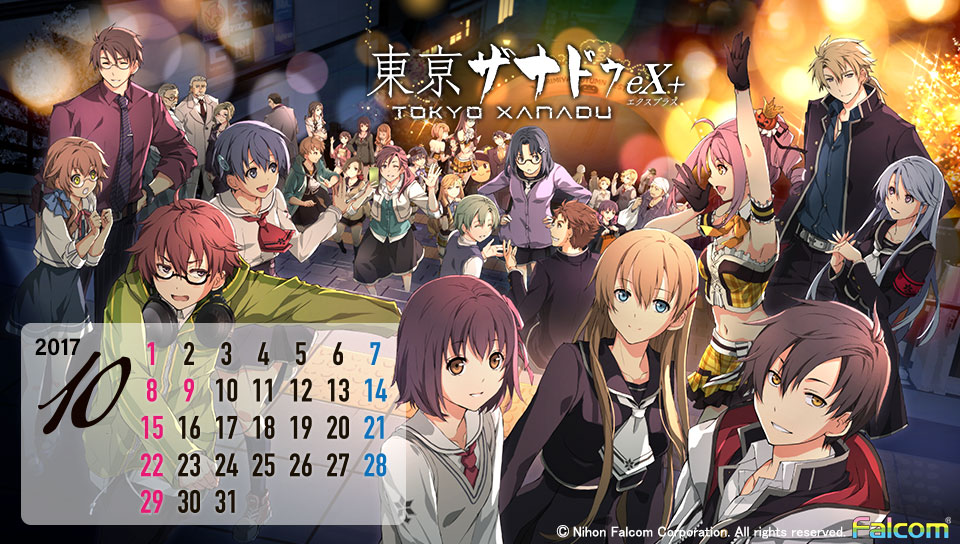 東亰ザナドゥeX+
エクスプラス
TOKYO XANADU
2017
10
1 2 3 4 5 6 7
8 9 10 11 12 13 14
15 16 17 18 19 20 21
22 23 24 25 26 27 28
29 30 31
© Nihon Falcom Corporation. All rights reserved. Falcom®